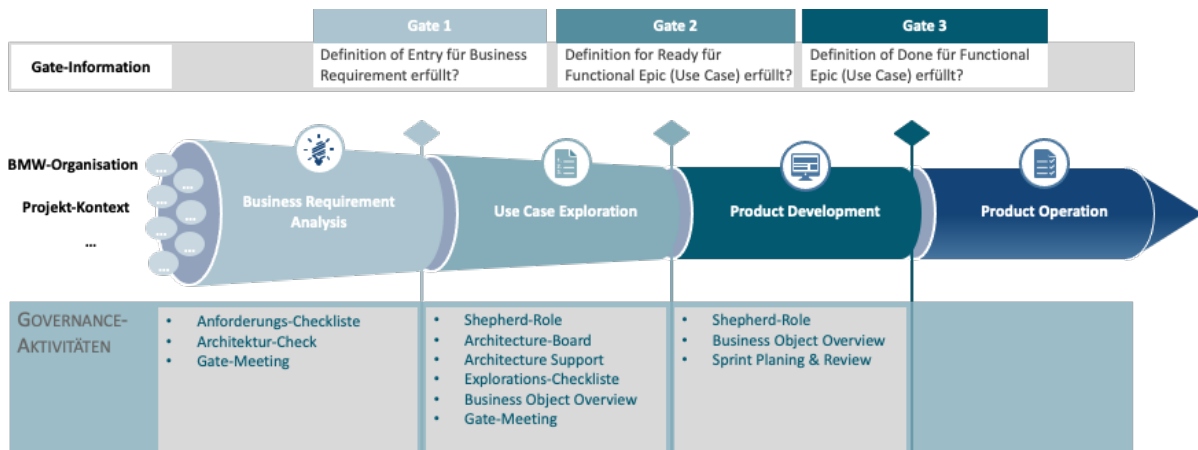 Gate 1
Gate 2
Gate 3
Gate-Information
Definition of Entry für Business
Requirement erfüllt?
Definition for Ready für
Functional Epic (Use Case) erfüllt?
Definition of Done für Functional
Epic (Use Case) erfüllt?
BMW-Organisation
Projekt-Kontext
...
...
...
...
...
...
...
...
Business Requirement
Analysis
Use Case Exploration
Product Development
Product Operation
GOVERNANCE-
AKTIVITÄTEN
• Anforderungs-Checkliste
• Architektur-Check
• Gate-Meeting
• Shepherd-Role
• Architecture-Board
• Architecture Support
• Explorations-Checkliste
• Business Object Overview
• Gate-Meeting
• Shepherd-Role
• Business Object Overview
• Sprint Planing & Review